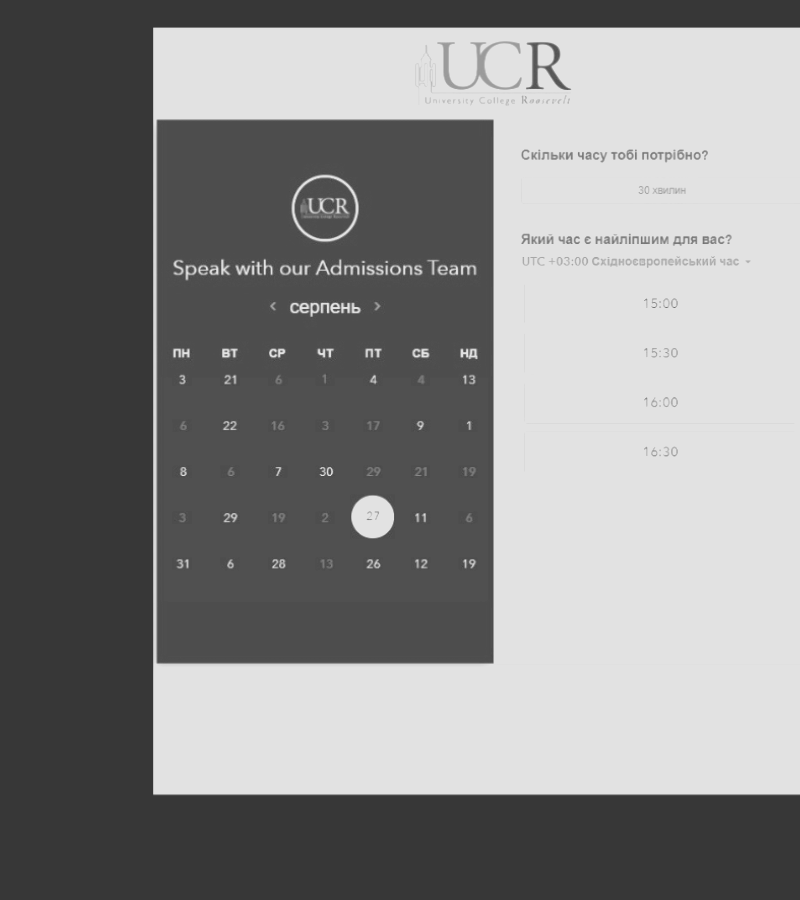 UCR
University College Roosevelt
UCR
Speak with our Admissions Team
< серпень >
ПН ВТ СР ЧТ ПТ СБ НД
3 21 6 1 4 4 13
6 22 16 3 17 9 1
8 6 7 30 29 21 19
3 29 19 2 27 11 6
31 6 28 13 26 12 19
Скільки часу тобі потрібно?
30 хвилин
Який час є найліпшим для вас?
UTC +03:00 Східноєвропейський час
15:00
15:30
16:00
16:30